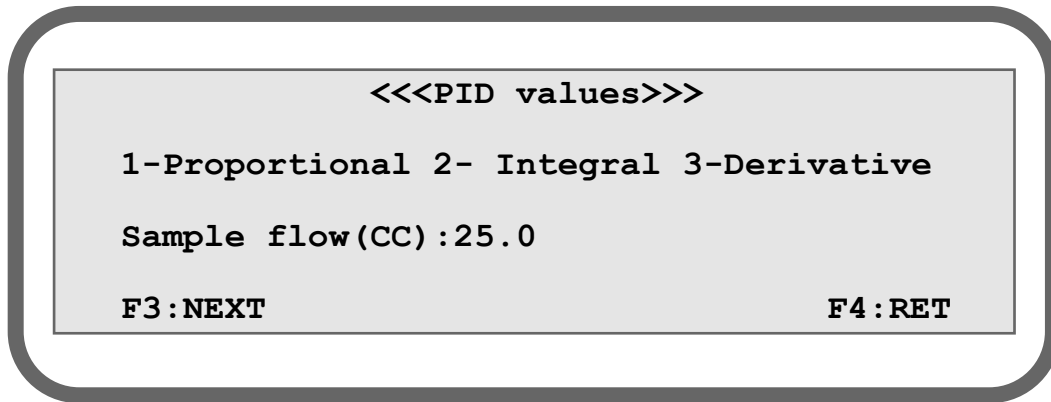 <<<PID values>>>
1-Proportional 2- Integral 3-Derivative
Sample flow(CC):25.0
F3:NEXT F4:RET